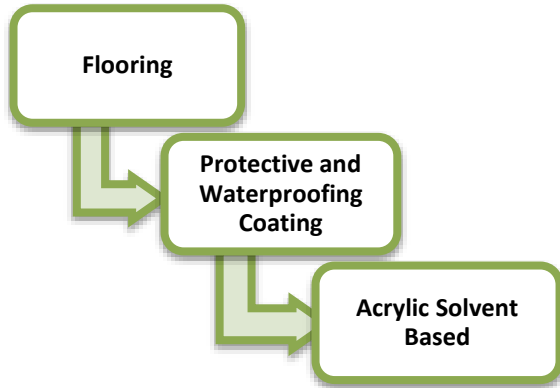 Flooring
Protective and
Waterproofing
Coating
Acrylic Solvent
Based